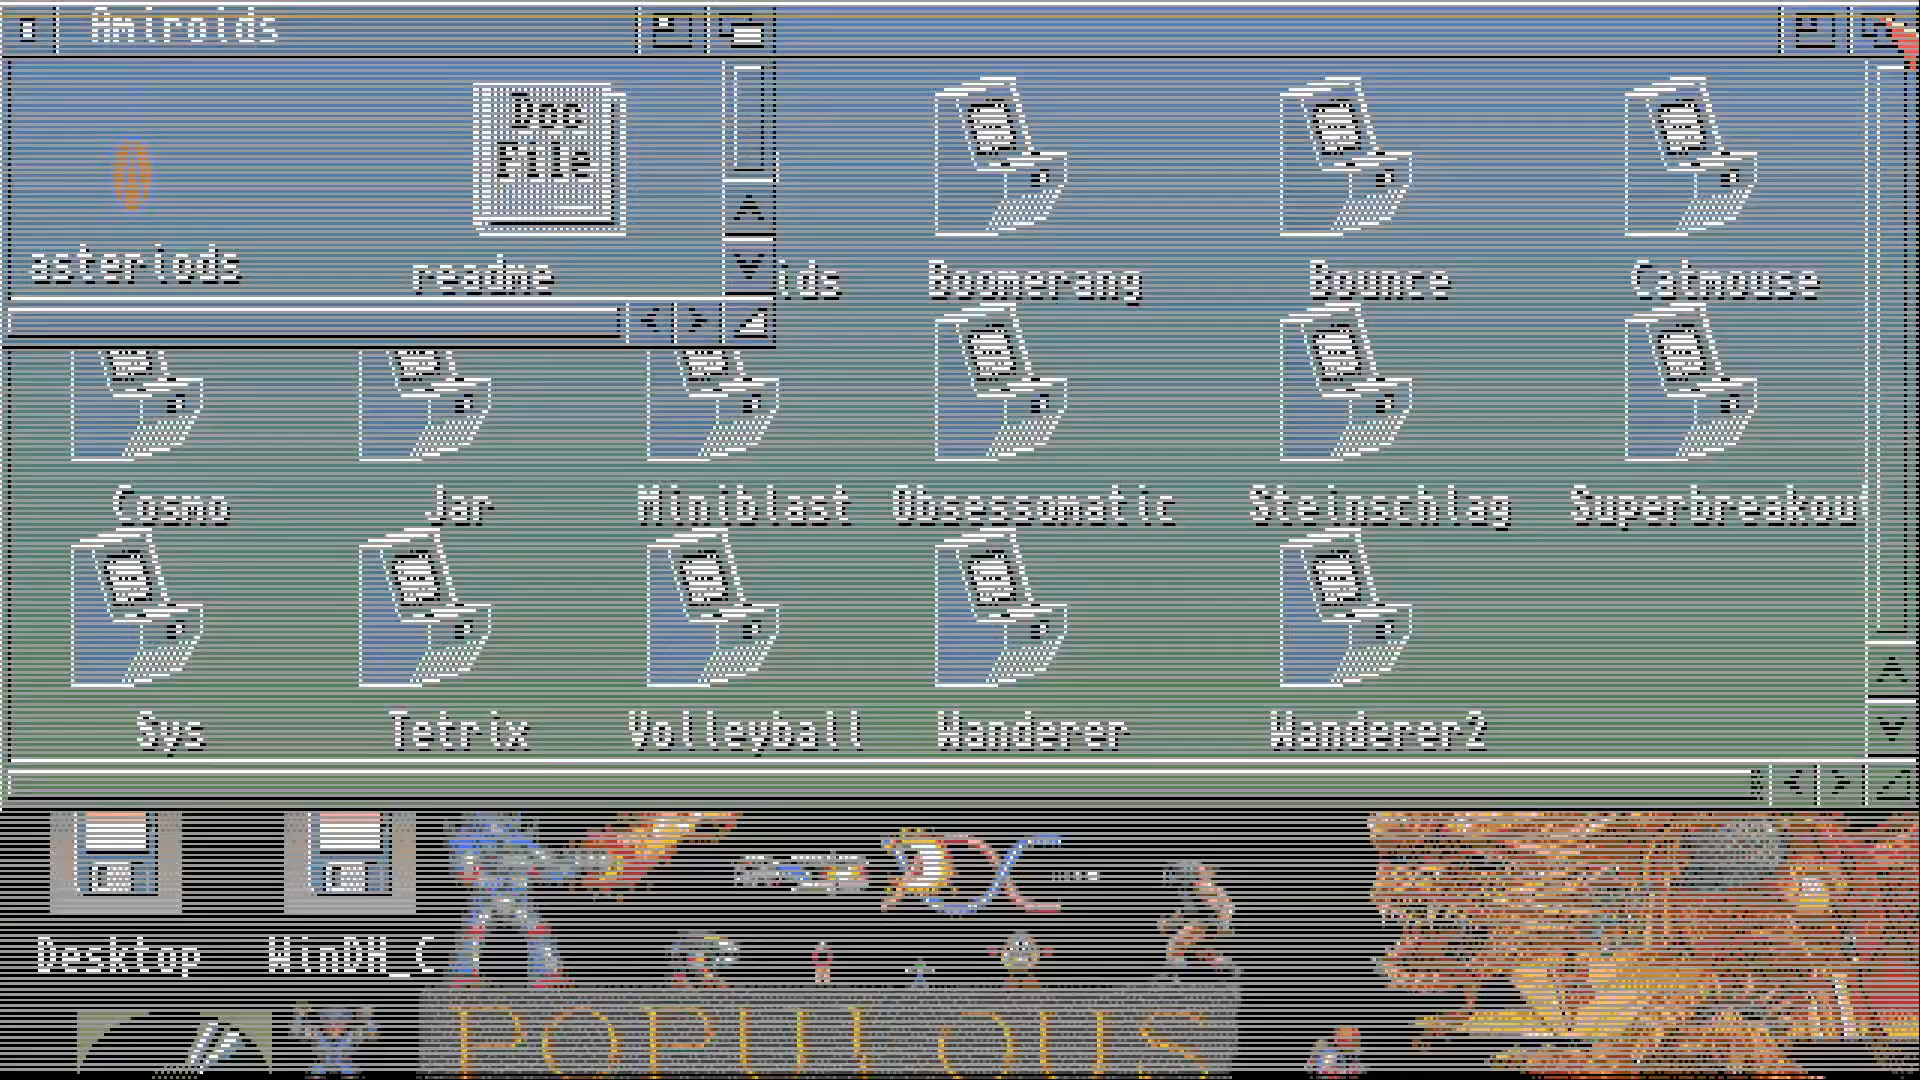 Amiroids
Doc
File
asteriods
readme
ids
Boomerang
Bounce
Catmouse
Cosmo
Jar
Miniblast
Obsessomatic
Steinschlag
Superbreakou
Sys
Tetrix
Volleyball
Wanderer
Wanderer2
Desktop
WinDH_C
POPULOUS